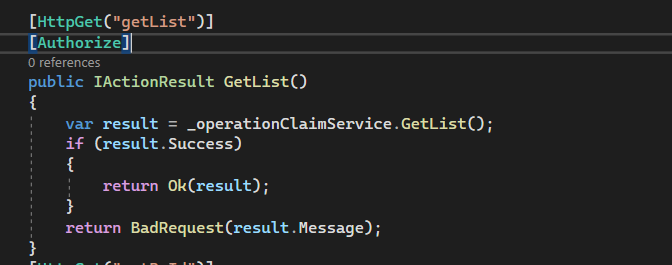 [HttpGet("getList")]
[Authorize]
0 references
public IActionResult GetList()
{
var result = _operationClaimService.GetList();
if (result.Success)
{
return Ok(result);
}
return BadRequest(result.Message);
}